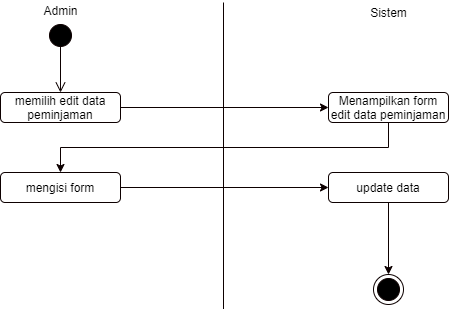 Admin
Sistem
memilih edit data
peminjaman
Menampilkan form
edit data peminjaman
mengisi form
update data